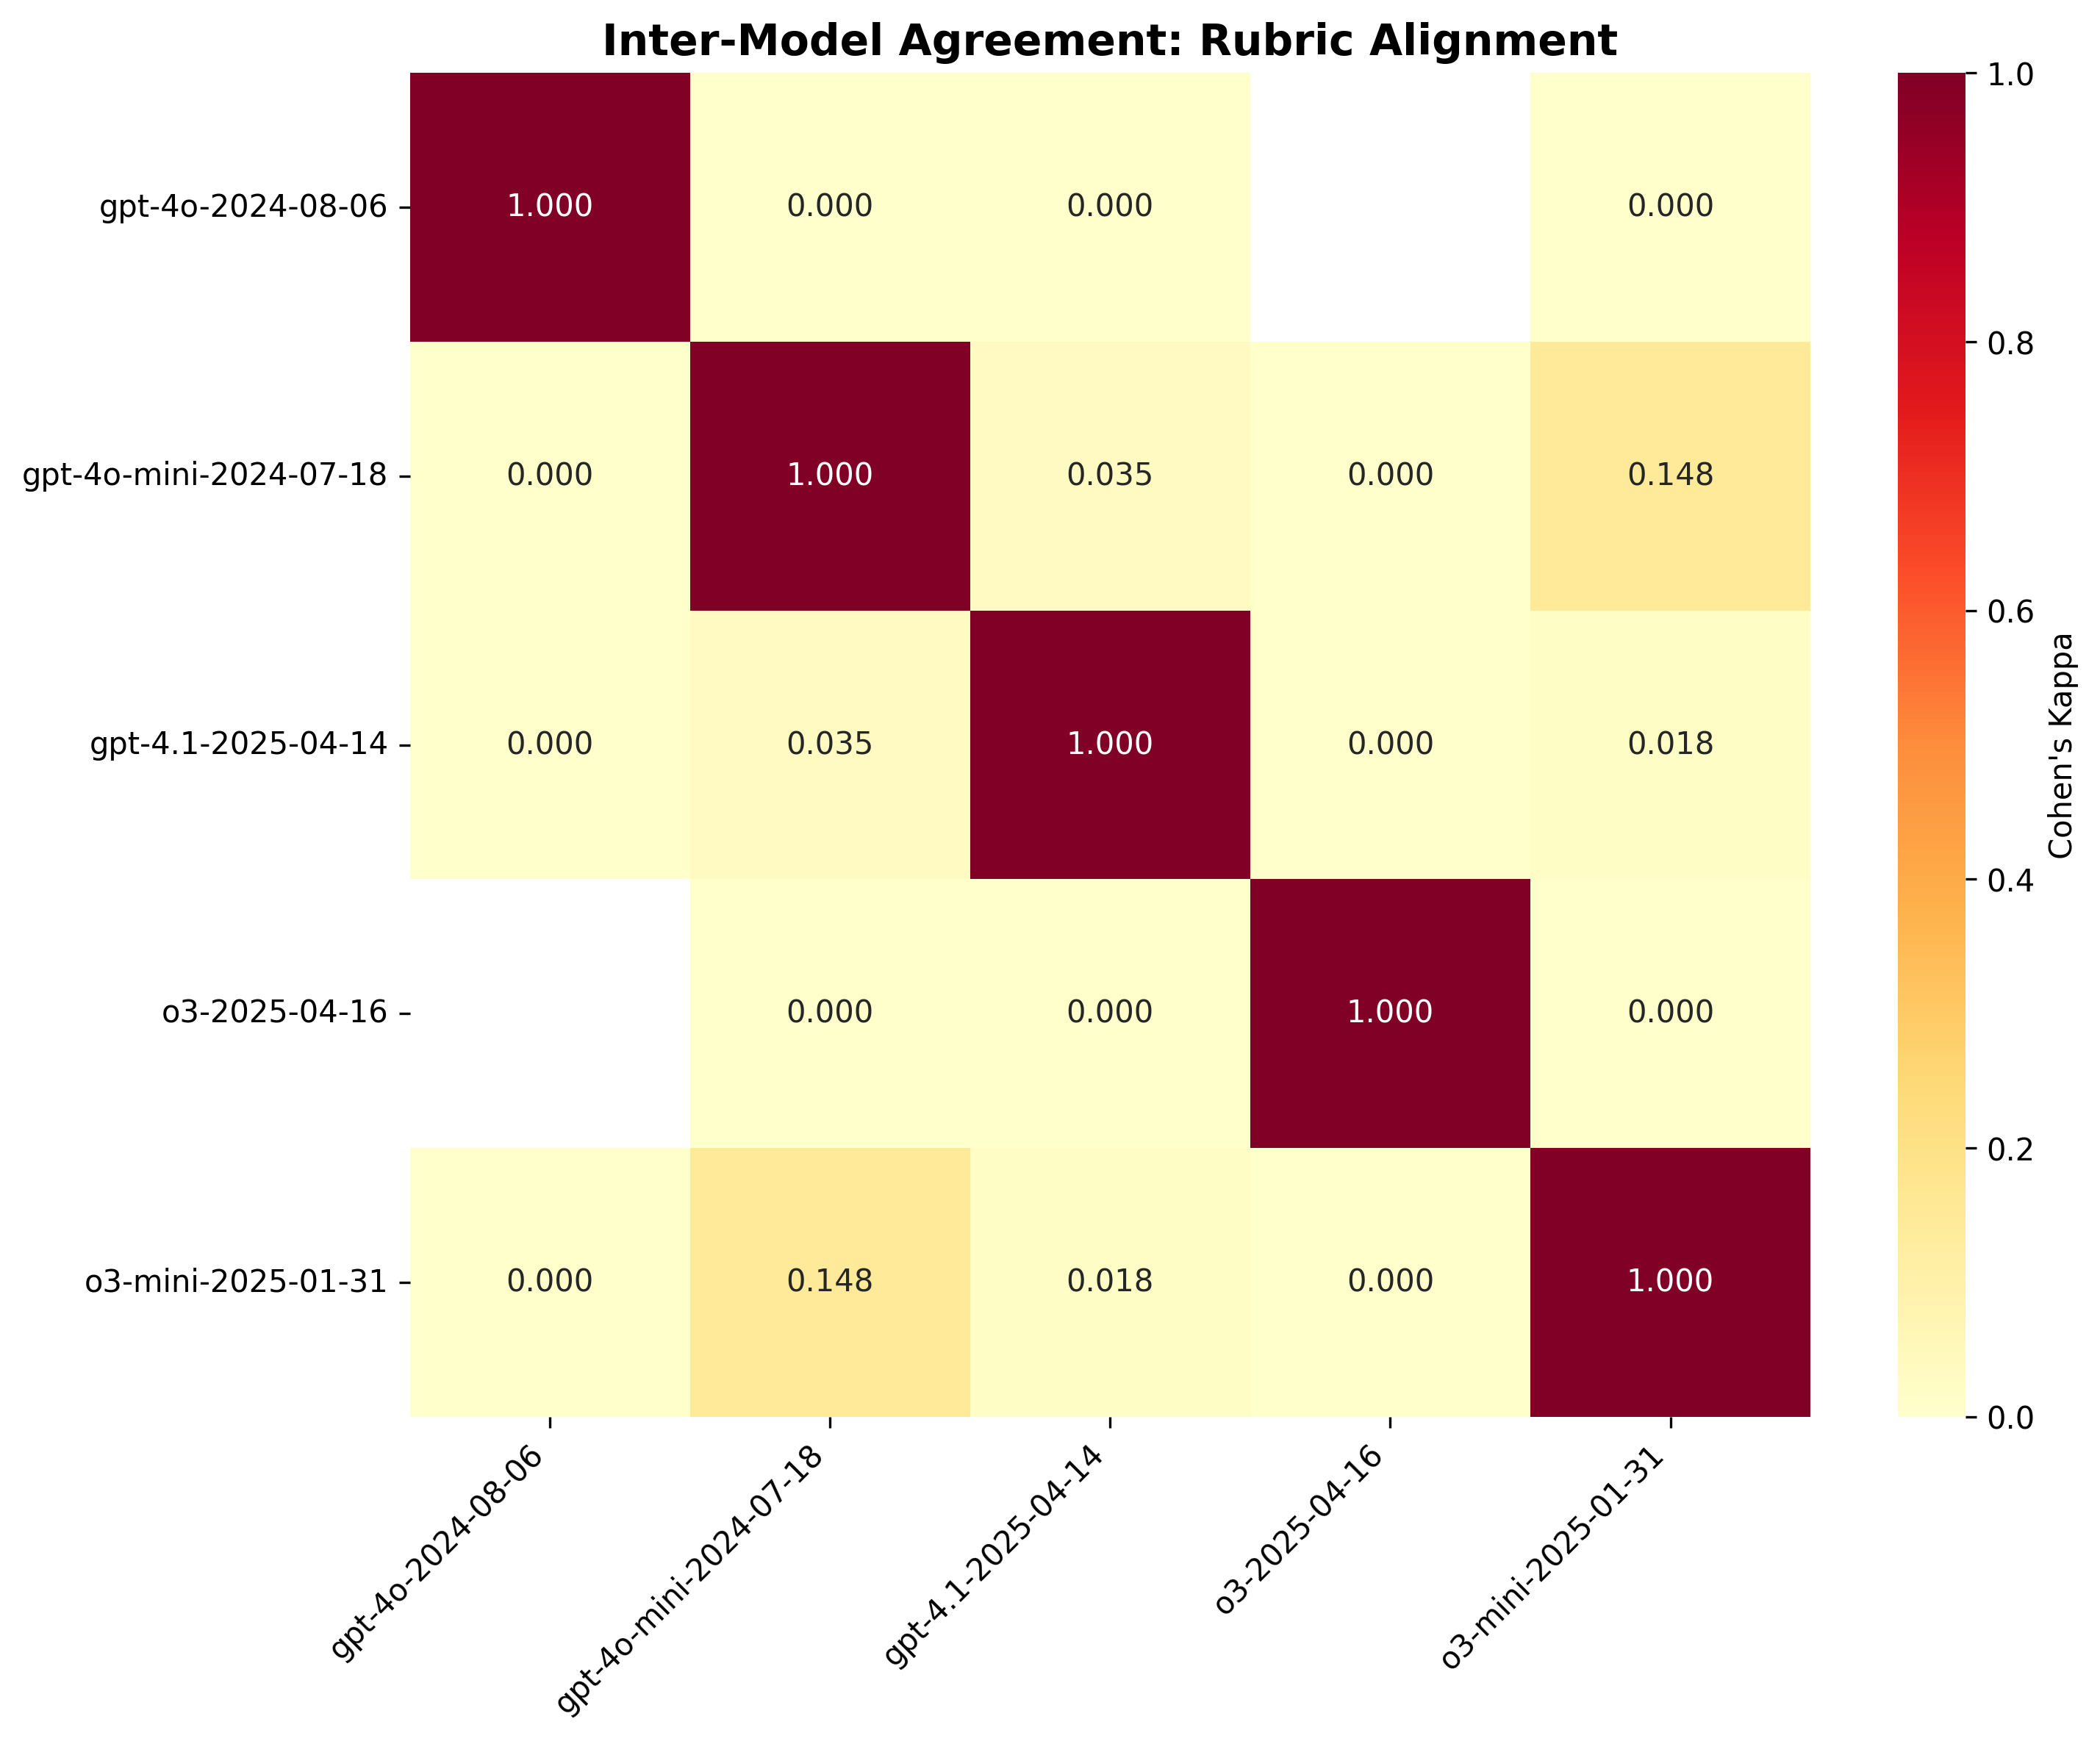 Inter-Model Agreement: Rubric Alignment
gpt-4o-2024-08-06
1.000 0.000 0.000 0.000
gpt-4o-mini-2024-07-18
0.000 1.000 0.035 0.000 0.148
gpt-4.1-2025-04-14
0.000 0.035 1.000 0.000 0.018
o3-2025-04-16
0.000 0.000 1.000 0.000
o3-mini-2025-01-31
0.000 0.148 0.018 0.000 1.000
gpt-4o-2024-08-06
gpt-4o-mini-2024-07-18
gpt-4.1-2025-04-14
o3-2025-04-16
o3-mini-2025-01-31
1.0
0.8
0.6
0.4
0.2
0.0
Cohen's Kappa